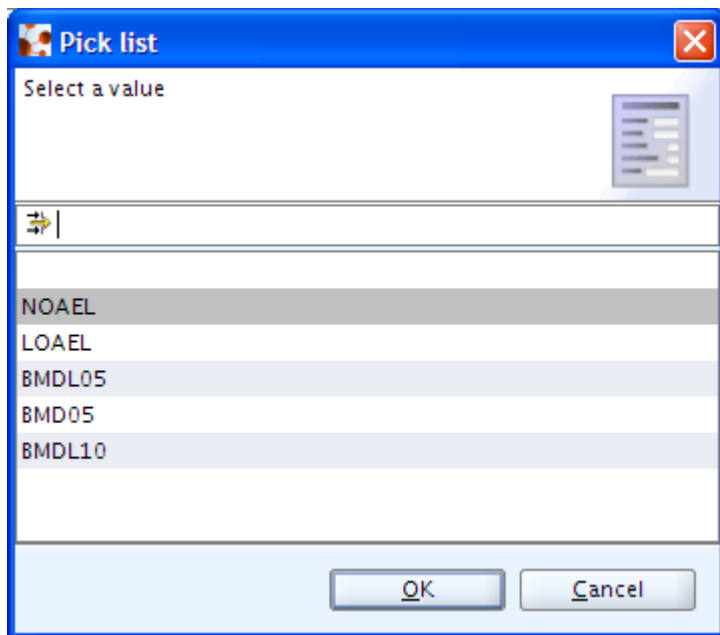 Pick list
Select a value
NOAEL
LOAEL
BMDL05
BMD05
BMDL10
OK
Cancel